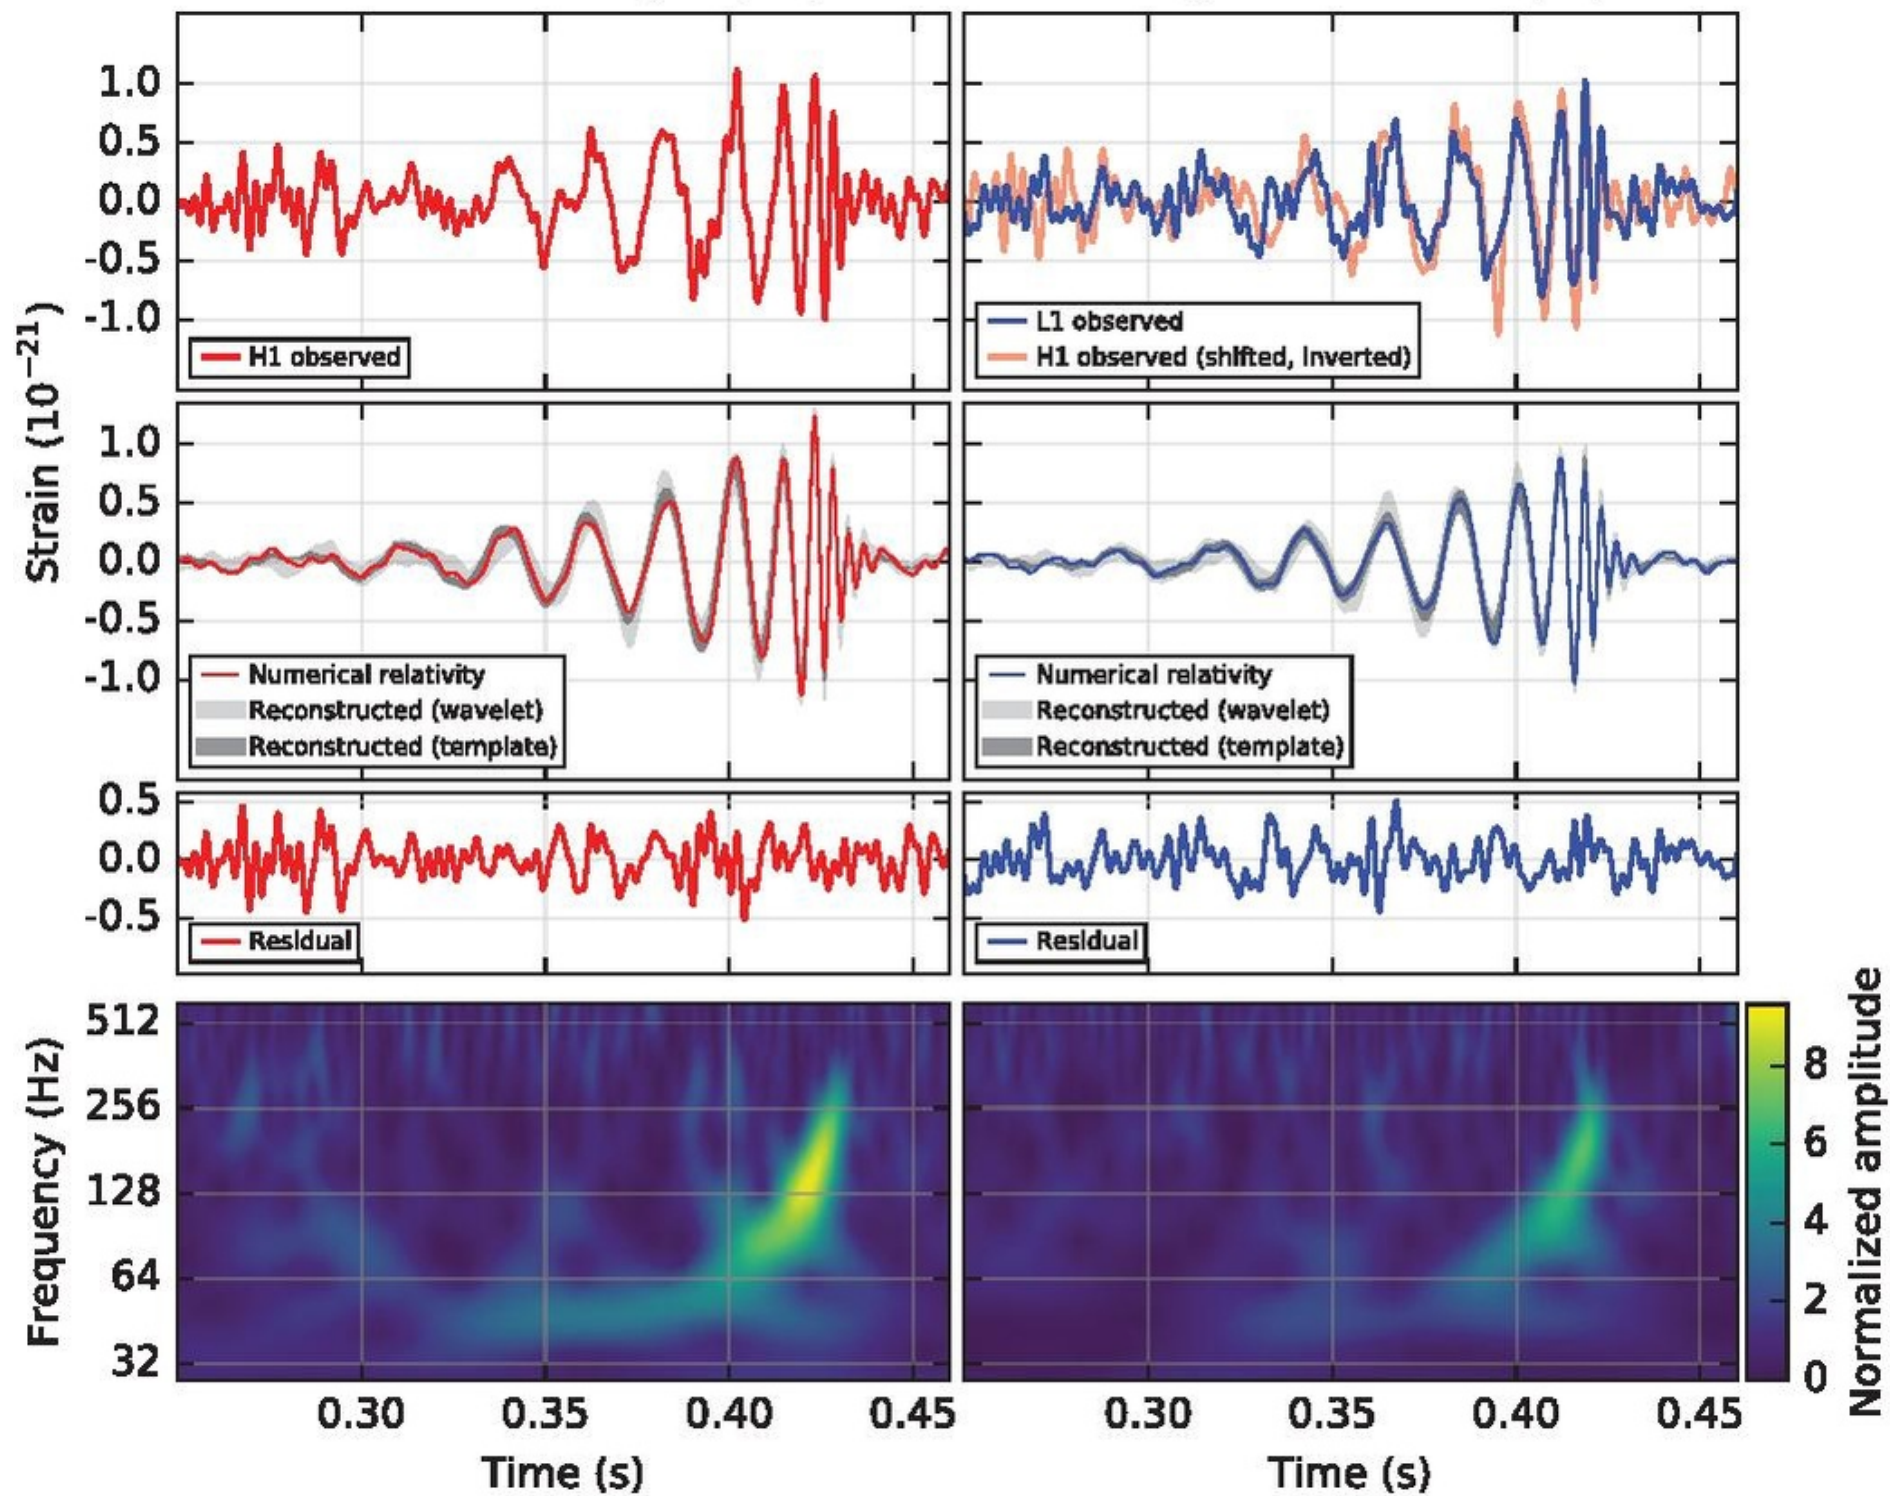 Strain (10⁻²¹)
1.0
0.5
0.0
-0.5
-1.0
H1 observed
L1 observed
H1 observed (shifted, inverted)
1.0
0.5
0.0
-0.5
-1.0
Numerical relativity
Reconstructed (wavelet)
Reconstructed (template)
Numerical relativity
Reconstructed (wavelet)
Reconstructed (template)
0.5
0.0
-0.5
Residual
Residual
Frequency (Hz)
512
256
128
64
32
Normalized amplitude
8
6
4
2
0
0.30 0.35 0.40 0.45
0.30 0.35 0.40 0.45
Time (s)
Time (s)